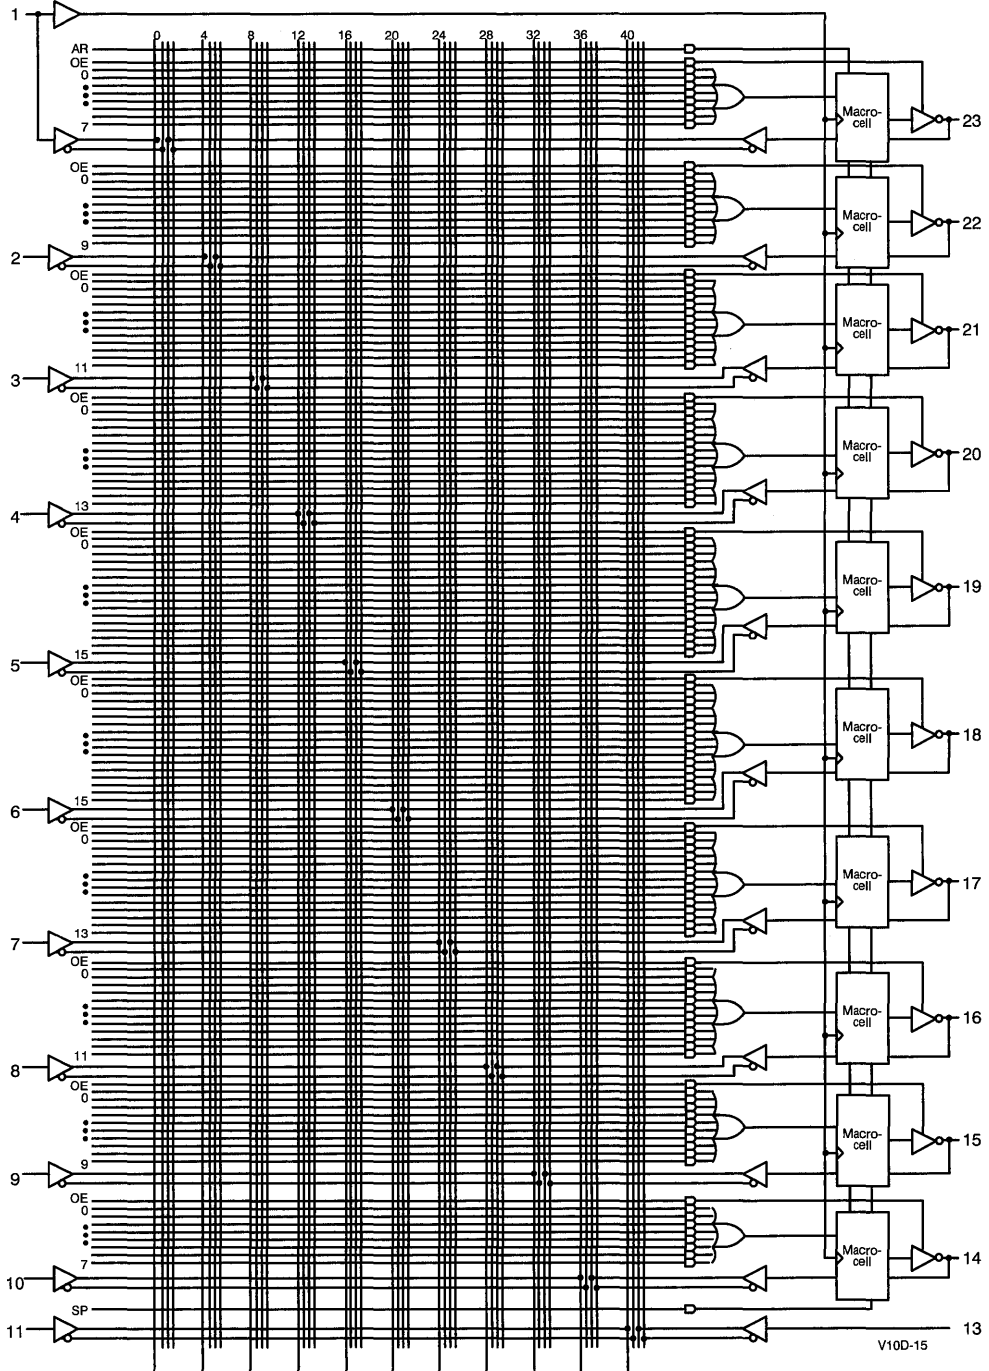 1
0 4 8 12 16 20 24 28 32 36 40
AR
OE
0
Macro-
cell
7
23
OE
0
Macro-
cell
22
9
2
OE
0
Macro-
cell
21
11
3
OE
0
Macro-
cell
20
13
4
OE
0
Macro-
cell
19
15
5
OE
0
Macro-
cell
18
15
6
OE
0
Macro-
cell
17
13
7
OE
0
Macro-
cell
16
11
8
OE
0
Macro-
cell
15
9
9
OE
0
Macro-
cell
14
7
10
SP
11
13
V10D-15